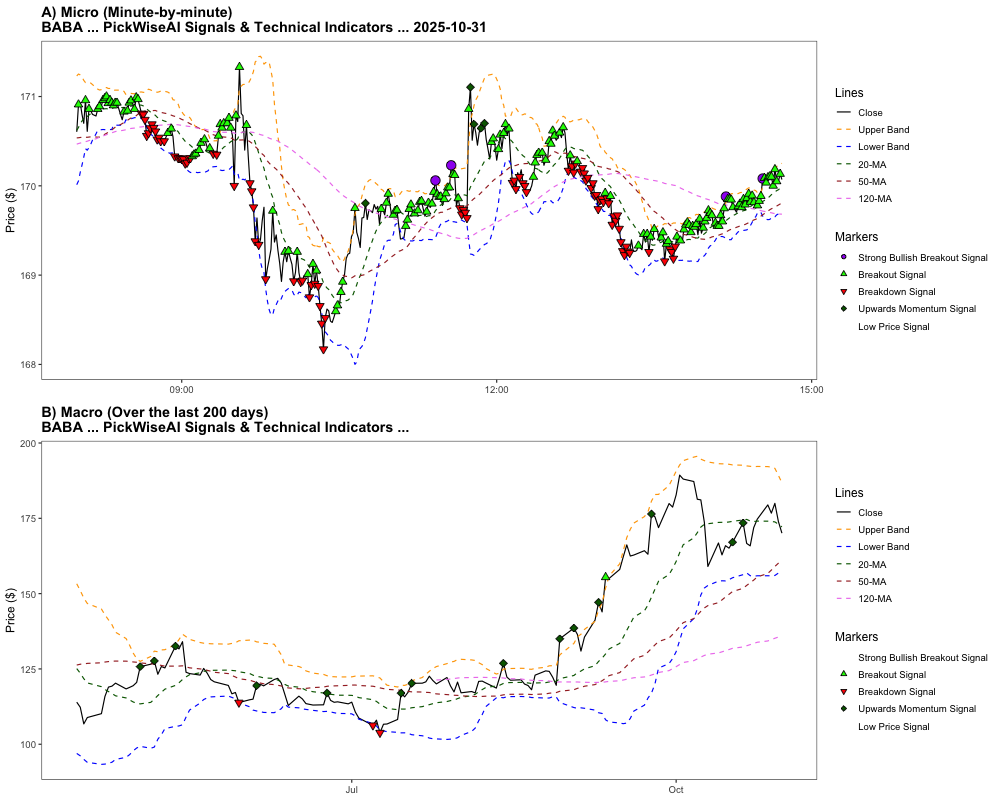 A) Micro (Minute-by-minute)
BABA ... PickWiseAI Signals & Technical Indicators ... 2025-10-31
Price ($)
171
170
169
168
09:00
12:00
15:00
Lines
Close
Upper Band
Lower Band
20-MA
50-MA
120-MA
Markers
Strong Bullish Breakout Signal
Breakout Signal
Breakdown Signal
Upwards Momentum Signal
Low Price Signal
B) Macro (Over the last 200 days)
BABA ... PickWiseAI Signals & Technical Indicators ...
Price ($)
200
175
150
125
100
Jul
Oct
Lines
Close
Upper Band
Lower Band
20-MA
50-MA
120-MA
Markers
Strong Bullish Breakout Signal
Breakout Signal
Breakdown Signal
Upwards Momentum Signal
Low Price Signal